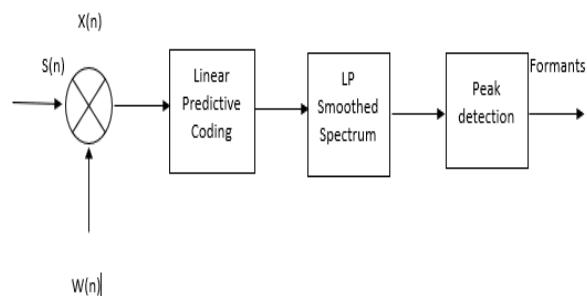 X(n)
S(n)
Linear
Predictive
Coding
LP
Smoothed
Spectrum
Peak
detection
Formants
W(n)